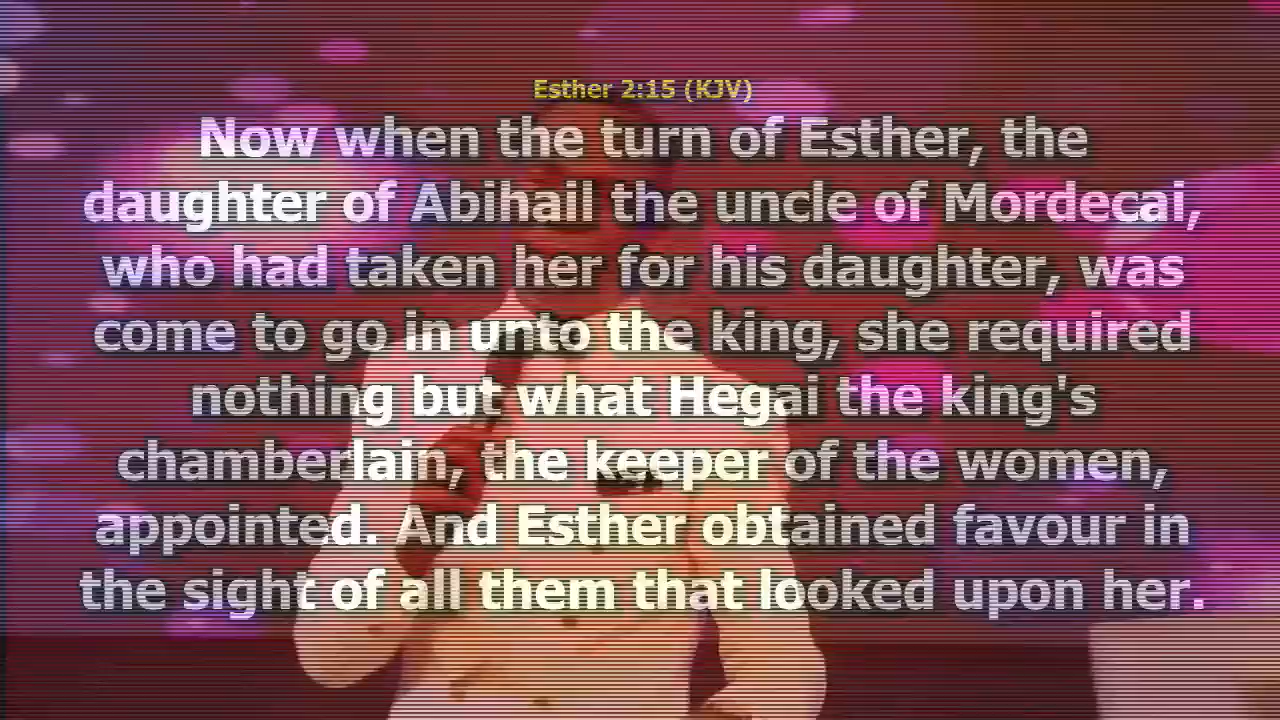 Esther 2:15 (KJV)
Now when the turn of Esther, the
daughter of Abihail the uncle of Mordecai,
who had taken her for his daughter, was
come to go in unto the king, she required
nothing but what Hegai the king's
chamberlain, the keeper of the women,
appointed. And Esther obtained favour in
the sight of all them that looked upon her.